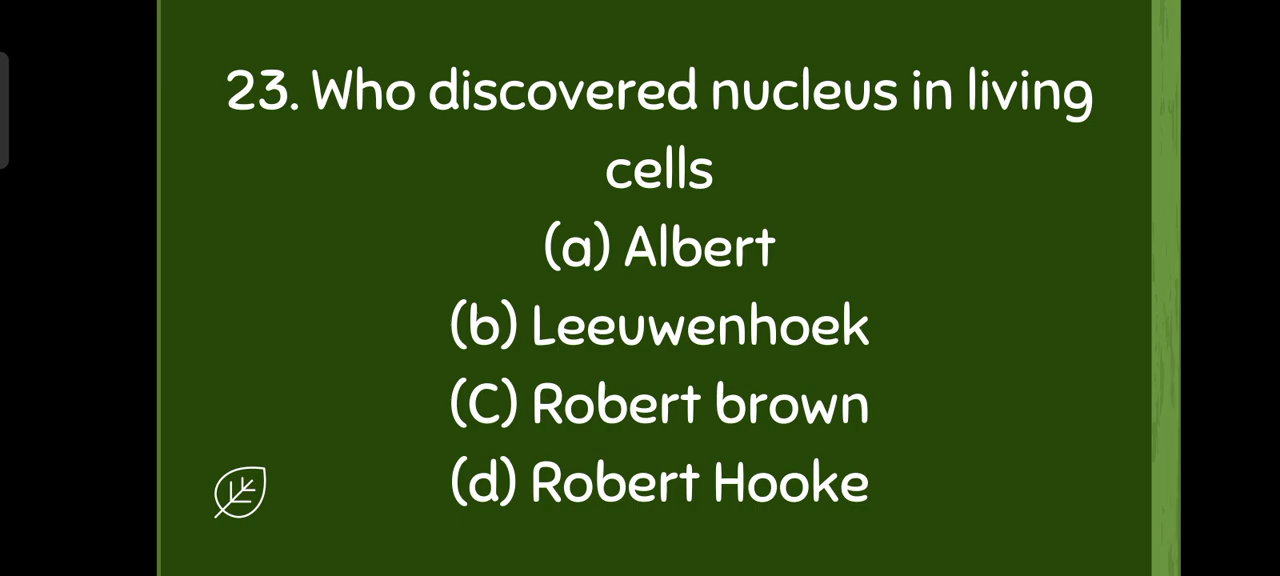 23. Who discovered nucleus in living
cells
(a) Albert
(b) Leeuwenhoek
(C) Robert brown
(d) Robert Hooke